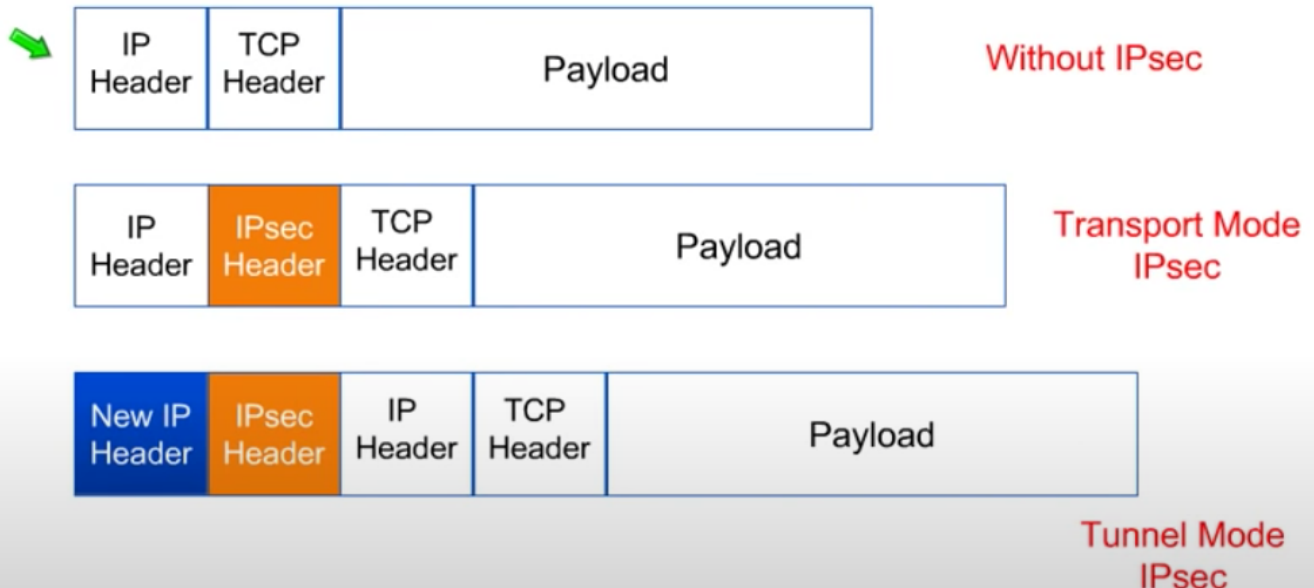 IP
Header
TCP
Header
Payload
Without IPsec
IP
Header
IPsec
Header
TCP
Header
Payload
Transport Mode
IPsec
New IP
Header
IPsec
Header
IP
Header
TCP
Header
Payload
Tunnel Mode
IPsec